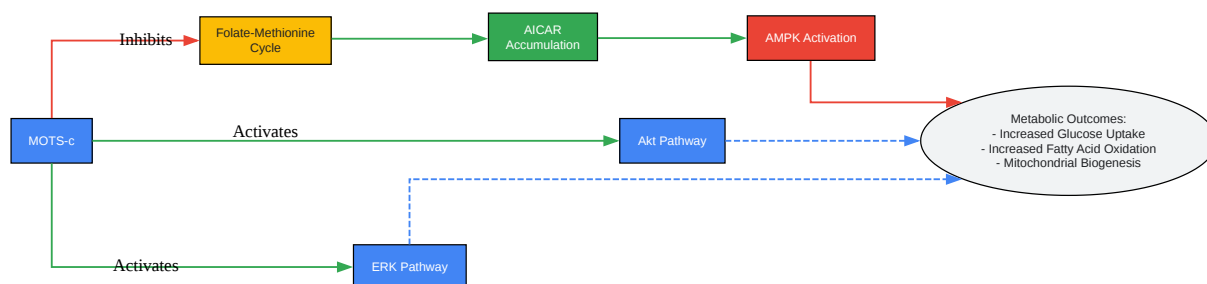 Inhibits
Folate-Methionine
Cycle
AICAR
Accumulation
AMPK Activation
MOTS-c
Activates
Akt Pathway
Metabolic Outcomes:
- Increased Glucose Uptake
- Increased Fatty Acid Oxidation
- Mitochondrial Biogenesis
Activates
ERK Pathway